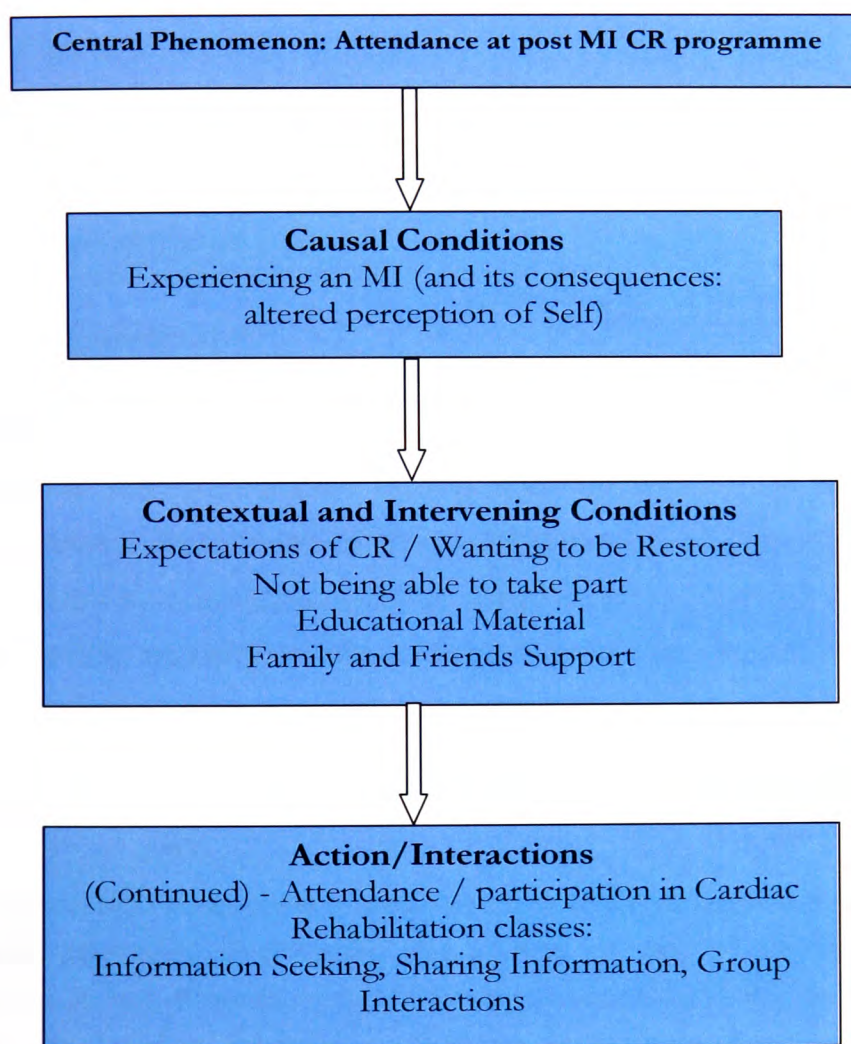 Central Phenomenon: Attendance at post MI CR programme
Causal Conditions
Experiencing an MI (and its consequences:
altered perception of Self)
Contextual and Intervening Conditions
Expectations of CR / Wanting to be Restored
Not being able to take part
Educational Material
Family and Friends Support
Action/Interactions
(Continued) - Attendance / participation in Cardiac
Rehabilitation classes:
Information Seeking, Sharing Information, Group
Interactions